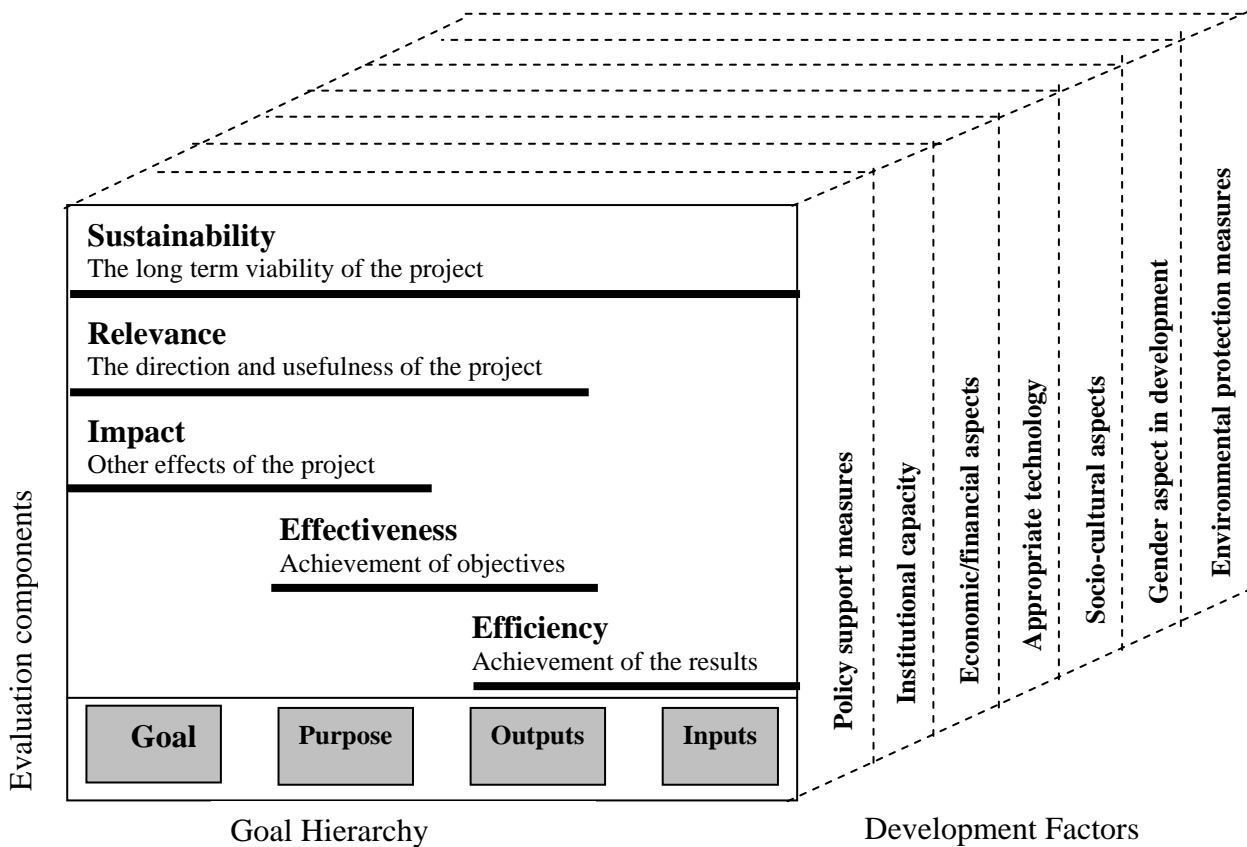 Sustainability
The long term viability of the project
Relevance
The direction and usefulness of the project
Impact
Other effects of the project
Effectiveness
Achievement of objectives
Efficiency
Achievement of the results
Goal
Purpose
Outputs
Inputs
Evaluation components
Goal Hierarchy
Policy support measures
Institutional capacity
Economic/financial aspects
Appropriate technology
Socio-cultural aspects
Gender aspect in development
Environmental protection measures
Development Factors